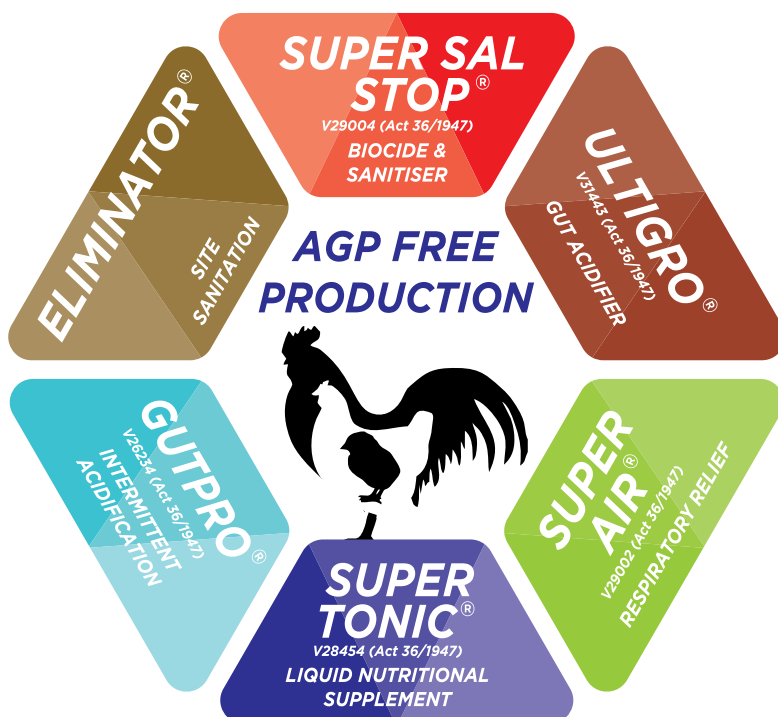 SUPER SAL
STOP®
V29004 (Act 36/1947)
BIOCIDE &
SANITISER
ULTIGRO®
V31443 (Act 36/1947)
GUT ACIDIFIER
SUPER
AIR®
V29002 (Act 36/1947)
RESPIRATORY RELIEF
SUPER
TONIC®
V28454 (Act 36/1947)
LIQUID NUTRITIONAL
SUPPLEMENT
GUTPRO®
V26234 (Act 36/1947)
INTERMITTENT
ACIDIFICATION
ELIMINATOR®
SITE
SANITATION
AGP FREE
PRODUCTION